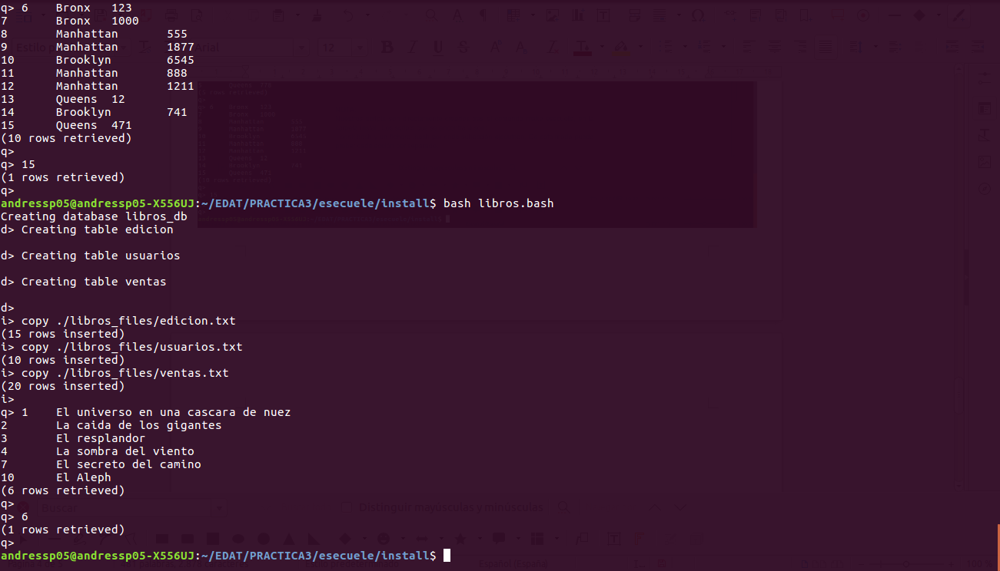 q> 6    Bronx   123
7       Bronx   1000
8       Manhattan       555
9       Manhattan       1877
10      Brooklyn        6545
11      Manhattan       888
12      Manhattan       1211
13      Queens  12
14      Brooklyn        741
15      Queens  471
(10 rows retrieved)
q>
q> 15
(1 rows retrieved)
q>
andressp05@andressp05-X556UJ:~/EDAT/PRACTICA3/esecuele/install$ bash libros.bash
Creating database libros_db
d> Creating table edicion
d> Creating table usuarios
d> Creating table ventas
d>
i> copy ./libros_files/edicion.txt
(15 rows inserted)
i> copy ./libros_files/usuarios.txt
(10 rows inserted)
i> copy ./libros_files/ventas.txt
(20 rows inserted)
i>
q> 1    El universo en una cascara de nuez
2       La caida de los gigantes
3       El resplandor
4       La sombra del viento
7       El secreto del camino
10      El Aleph
(6 rows retrieved)
q>
Buscar
Distinguir mayúsculas y minúsculas
q> 6
(1 rows retrieved)
q>
andressp05@andressp05-X556UJ:~/EDAT/PRACTICA3/esecuele/install$